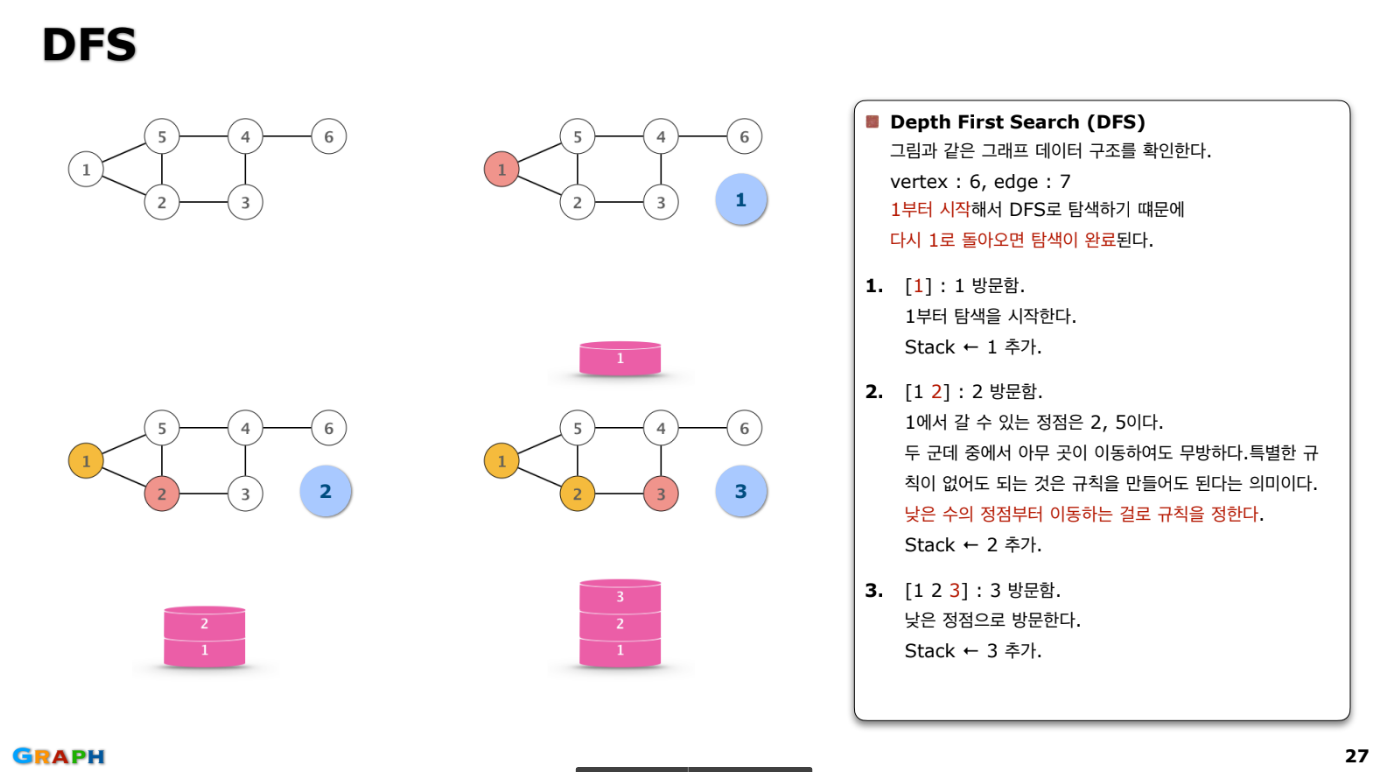 DFS
5 4 6
1
2 3
5 4 6
1
2 3
1
1
5 4 6
1
2 3
2
2
1
5 4 6
1
2 3
3
3
2
1
Depth First Search (DFS)
그림과 같은 그래프 데이터 구조를 확인한다.
vertex : 6, edge : 7
1부터 시작해서 DFS로 탐색하기 떄문에
다시 1로 돌아오면 탐색이 완료된다.
1. [1] : 1 방문함.
1부터 탐색을 시작한다.
Stack ← 1 추가.
2. [1 2] : 2 방문함.
1에서 갈 수 있는 정점은 2, 5이다.
두 군데 중에서 아무 곳이 이동하여도 무방하다.특별한 규
칙이 없어도 되는 것은 규칙을 만들어도 된다는 의미이다.
낮은 수의 정점부터 이동하는 걸로 규칙을 정한다.
Stack ← 2 추가.
3. [1 2 3] : 3 방문함.
낮은 정점으로 방문한다.
Stack ← 3 추가.
GRAPH
27